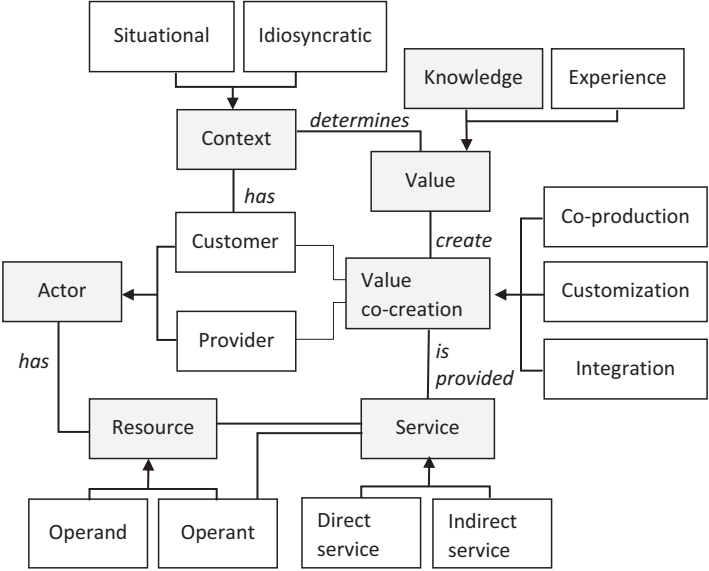 Situational
Idiosyncratic
Knowledge
Experience
determines
Context
Value
has
Co-production
Customer
create
Actor
Value
co-creation
Customization
Provider
has
is
provided
Integration
Resource
Service
Operand
Operant
Direct
service
Indirect
service